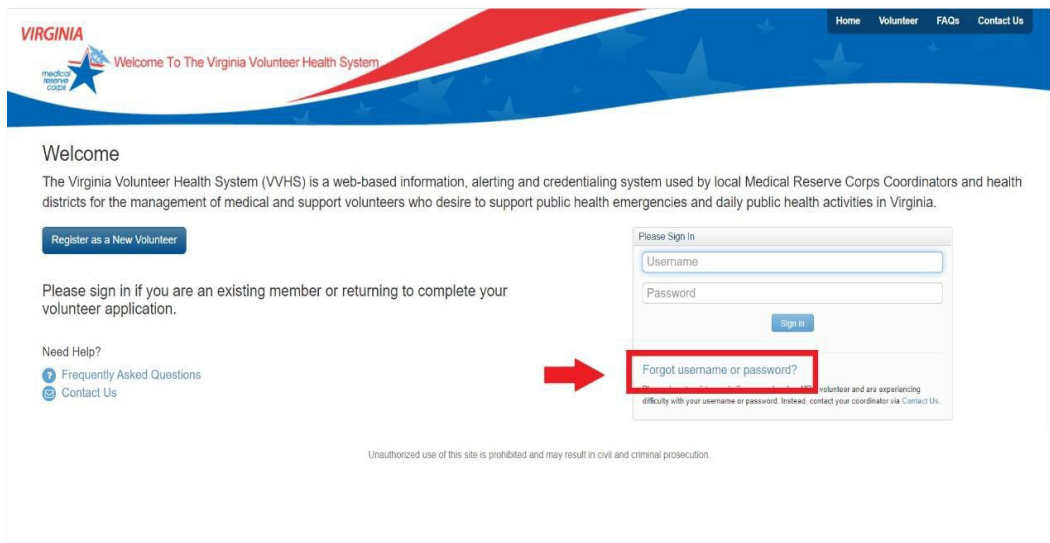 Home Volunteer FAQs Contact Us
VIRGINIA
medical
reserve
corps
Welcome To The Virginia Volunteer Health System
Welcome
The Virginia Volunteer Health System (VVHS) is a web-based information, alerting and credentialing system used by local Medical Reserve Corps Coordinators and health
districts for the management of medical and support volunteers who desire to support public health emergencies and daily public health activities in Virginia.
Register as a New Volunteer
Please sign in if you are an existing member or returning to complete your
volunteer application.
Need Help?
Frequently Asked Questions
Contact Us
Please Sign In
Username
Password
Sign In
Forgot username or password?
volunteer and are experiencing
difficulty with your username or password. Instead, contact your coordinator via Contact Us.
Unauthorized use of this site is prohibited and may result in civil and criminal prosecution.